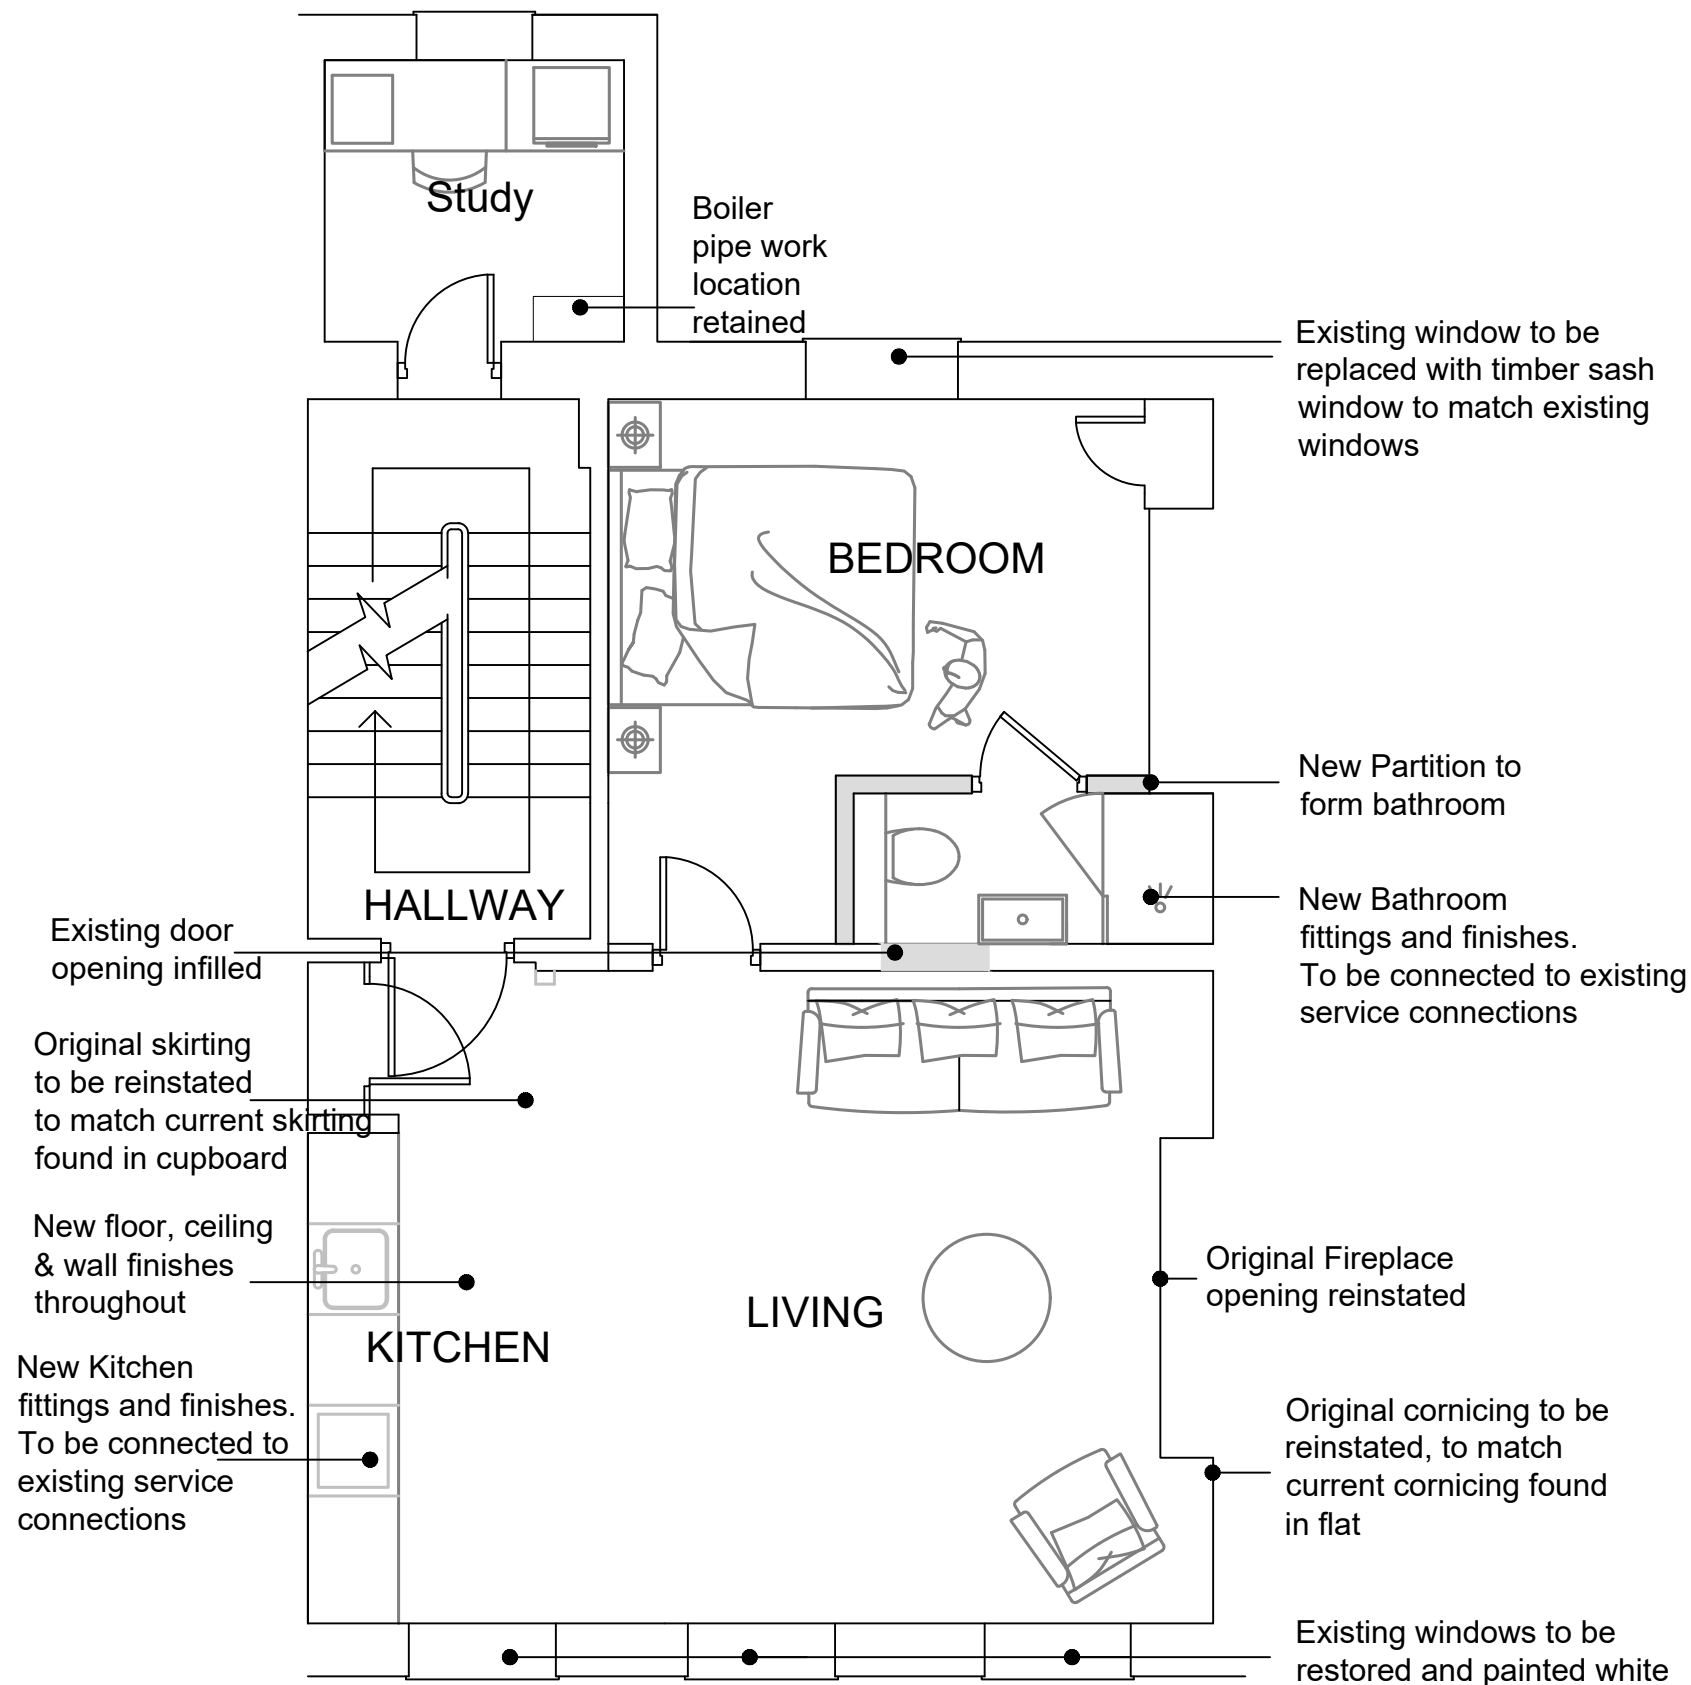 Study
Boiler
pipe work
location
retained
Existing window to be
replaced with timber sash
window to match existing
windows
BEDROOM
New Partition to
form bathroom
HALLWAY
New Bathroom
fittings and finishes.
To be connected to existing
service connections
Existing door
opening infilled
Original skirting
to be reinstated
to match current skirting
found in cupboard
New floor, ceiling
& wall finishes
throughout
LIVING
Original Fireplace
opening reinstated
KITCHEN
New Kitchen
fittings and finishes.
To be connected to
existing service
connections
Original cornicing to be
reinstated, to match
current cornicing found
in flat
Existing windows to be
restored and painted white